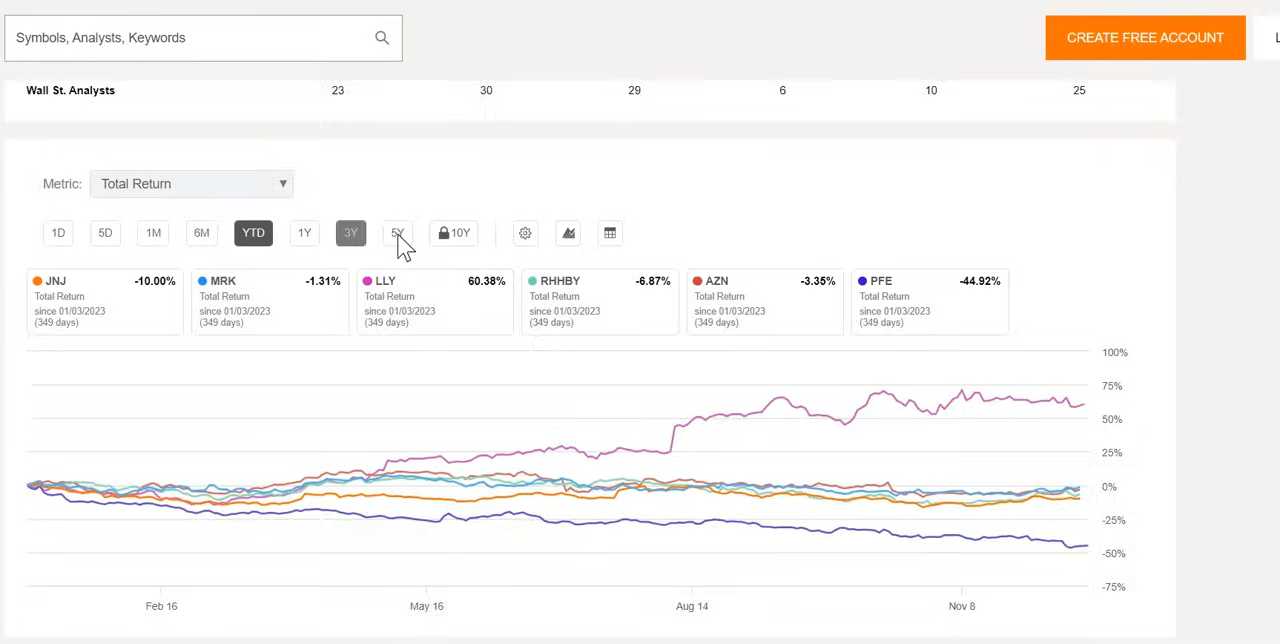 Symbols, Analysts, Keywords
CREATE FREE ACCOUNT
L
Wall St. Analysts 23 30 29 6 10 25
Metric: Total Return
1D 5D 1M 6M YTD 1Y 3Y 5Y 10Y
JNJ -10.00% MRK -1.31% LLY 60.38% RHHBY -6.87% AZN -3.35% PFE -44.92%
Total Return Total Return Total Return Total Return Total Return Total Return
since 01/03/2023 since 01/03/2023 since 01/03/2023 since 01/03/2023 since 01/03/2023 since 01/03/2023
(349 days) (349 days) (349 days) (349 days) (349 days) (349 days)
100%
75%
50%
25%
0%
-25%
-50%
-75%
Feb 16 May 16 Aug 14 Nov 8